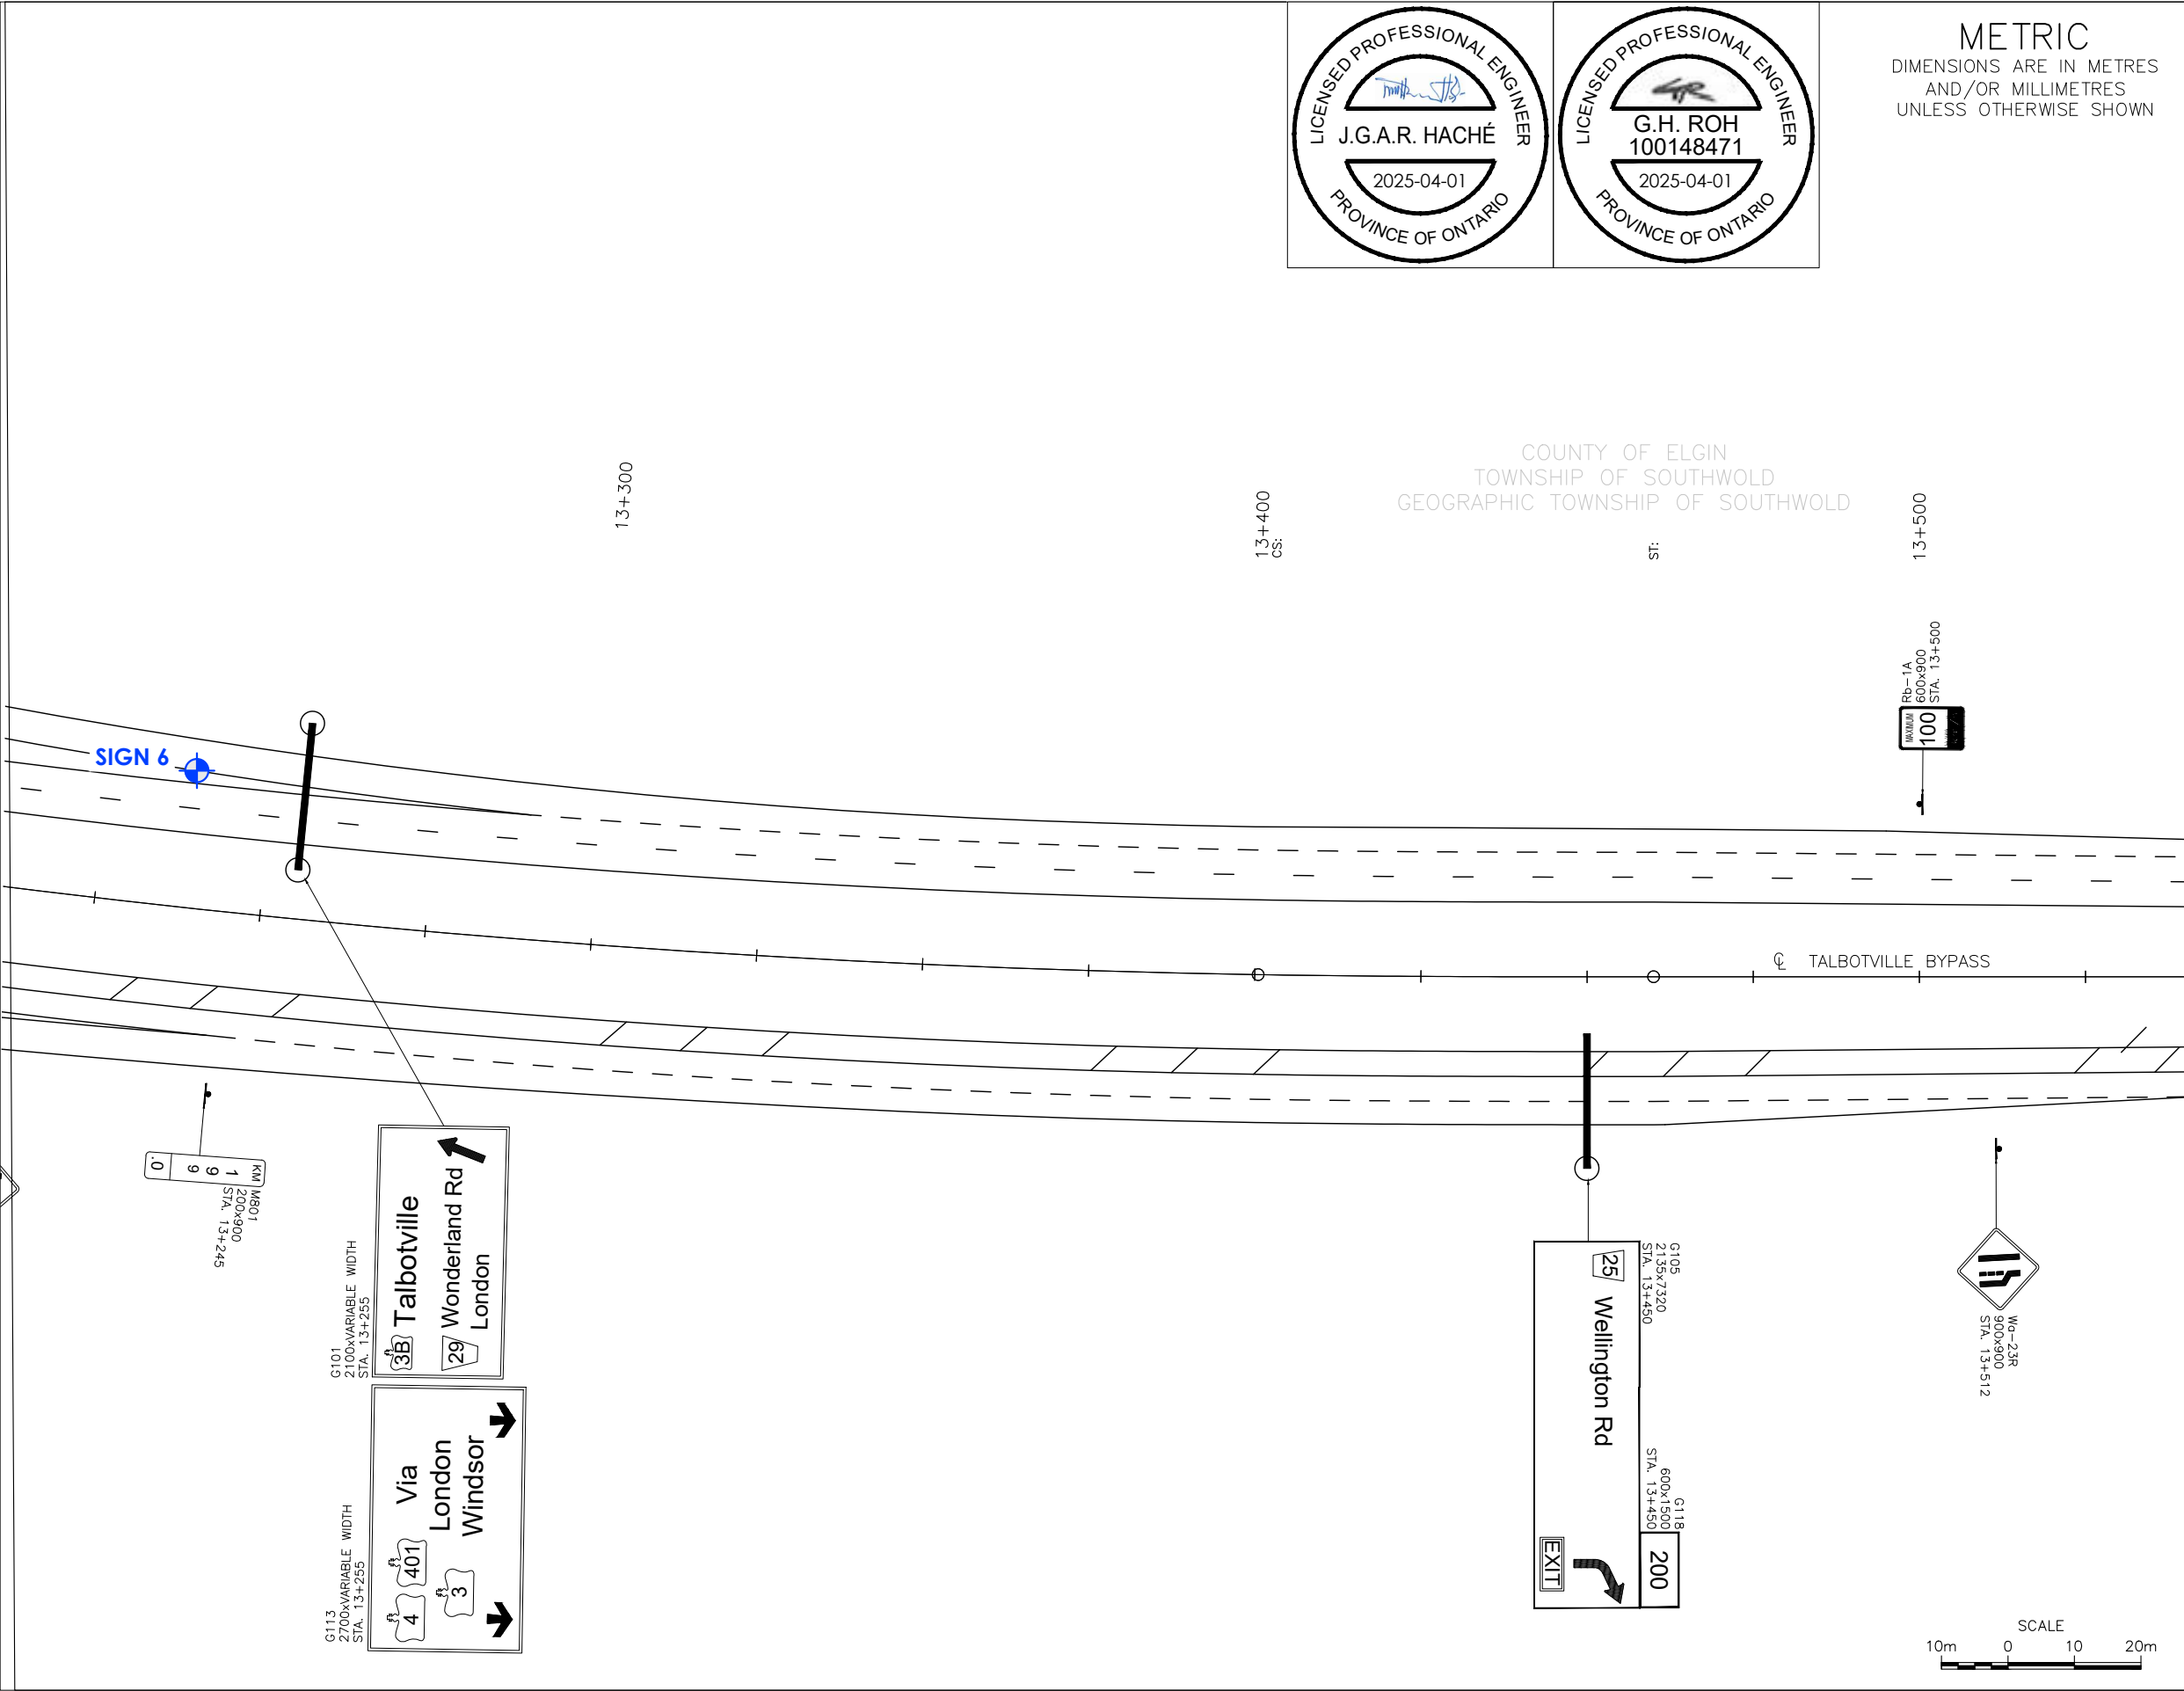 LICENSED PROFESSIONAL ENGINEER
J.G.A.R. HACHÉ
2025-04-01
PROVINCE OF ONTARIO
LICENSED PROFESSIONAL ENGINEER
G.H. ROH
100148471
2025-04-01
PROVINCE OF ONTARIO
METRIC
DIMENSIONS ARE IN METRES
AND/OR MILLIMETRES
UNLESS OTHERWISE SHOWN
COUNTY OF ELGIN
TOWNSHIP OF SOUTHWOLD
GEOGRAPHIC TOWNSHIP OF SOUTHWOLD
13+300
13+400
CS:
ST:
13+500
Rb-1A
600x900
STA. 13+500
MAXIMUM
100
SIGN 6
℄ TALBOTVILLE BYPASS
KM
1
9
9
.0
M801
200x900
STA. 13+245
G101
2100xVARIABLE WIDTH
STA. 13+255
3B Talbotville
29 Wonderland Rd
London
G113
2700xVARIABLE WIDTH
STA. 13+255
4 401 Via
London
3 Windsor
G105
2135x7320
STA. 13+450
25 Wellington Rd
EXIT
G118
600x1500
STA. 13+450
200
Wa-23R
900x900
STA. 13+512
SCALE
10m 0 10 20m